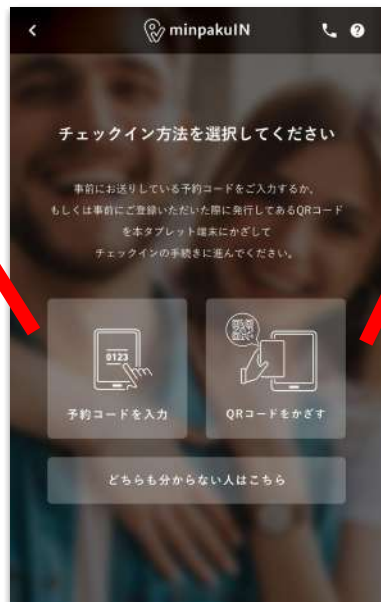 minpakuIN
チェックイン方法を選択してください
事前にお送りしている予約コードをご入力するか、
もしくは事前にご登録いただいた際に発行してあるQRコード
を本タブレット端末にかざして
チェックインの手続きに進んでください。
0123
予約コードを入力
QRコードをかざす
どちらも分からない人はこちら